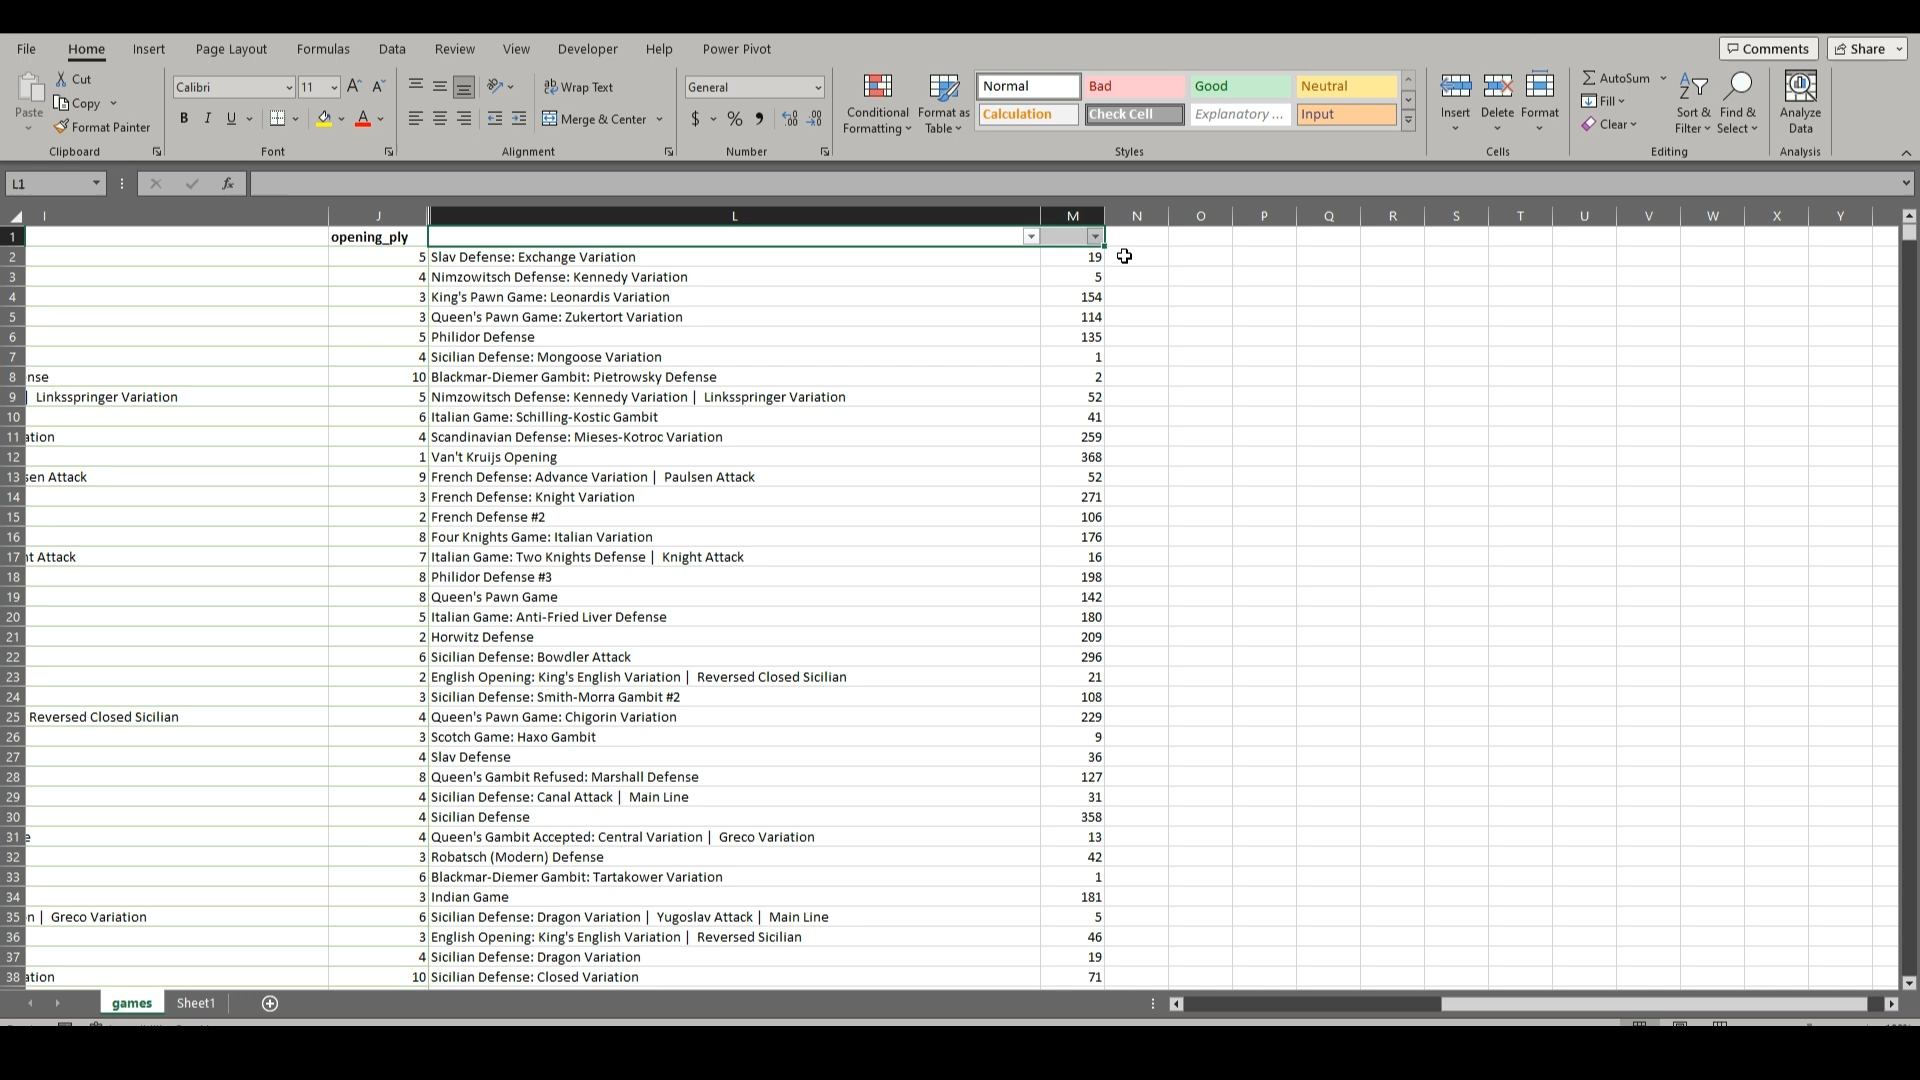 File Home Insert Page Layout Formulas Data Review View Developer Help Power Pivot Comments Share
Cut
Copy
Format Painter
Paste
Clipboard
Calibri 11
B I U
Font
Wrap Text
Merge & Center
Alignment
General
$ % 9
Number
Conditional Formatting
Format as Table
Normal Bad Good Neutral
Calculation Check Cell Explanatory ... Input
Styles
Insert Delete Format
Cells
AutoSum
Fill
Clear
Sort & Filter
Find & Select
Editing
Analyze Data
Analysis
L1 fx
I J L M N O P Q R S T U V W X Y
1 opening_ply
2 5 Slav Defense: Exchange Variation 19
3 4 Nimzowitsch Defense: Kennedy Variation 5
4 3 King's Pawn Game: Leonardis Variation 154
5 3 Queen's Pawn Game: Zukertort Variation 114
6 5 Philidor Defense 135
7 4 Sicilian Defense: Mongoose Variation 1
8 nse 10 Blackmar-Diemer Gambit: Pietrowsky Defense 2
9 | Linksspringer Variation 5 Nimzowitsch Defense: Kennedy Variation | Linksspringer Variation 52
10 6 Italian Game: Schilling-Kostic Gambit 41
11 ation 4 Scandinavian Defense: Mieses-Kotroc Variation 259
12 1 Van't Kruijs Opening 368
13 sen Attack 9 French Defense: Advance Variation | Paulsen Attack 52
14 3 French Defense: Knight Variation 271
15 2 French Defense #2 106
16 8 Four Knights Game: Italian Variation 176
17 nt Attack 7 Italian Game: Two Knights Defense | Knight Attack 16
18 8 Philidor Defense #3 198
19 8 Queen's Pawn Game 142
20 5 Italian Game: Anti-Fried Liver Defense 180
21 2 Horwitz Defense 209
22 6 Sicilian Defense: Bowdler Attack 296
23 2 English Opening: King's English Variation | Reversed Closed Sicilian 21
24 3 Sicilian Defense: Smith-Morra Gambit #2 108
25 Reversed Closed Sicilian 4 Queen's Pawn Game: Chigorin Variation 229
26 3 Scotch Game: Haxo Gambit 9
27 4 Slav Defense 36
28 8 Queen's Gambit Refused: Marshall Defense 127
29 4 Sicilian Defense: Canal Attack | Main Line 31
30 4 Sicilian Defense 358
31 e 4 Queen's Gambit Accepted: Central Variation | Greco Variation 13
32 3 Robatsch (Modern) Defense 42
33 6 Blackmar-Diemer Gambit: Tartakower Variation 1
34 3 Indian Game 181
35 n | Greco Variation 6 Sicilian Defense: Dragon Variation | Yugoslav Attack | Main Line 5
36 3 English Opening: King's English Variation | Reversed Sicilian 46
37 4 Sicilian Defense: Dragon Variation 19
38 ation 10 Sicilian Defense: Closed Variation 71
games Sheet1